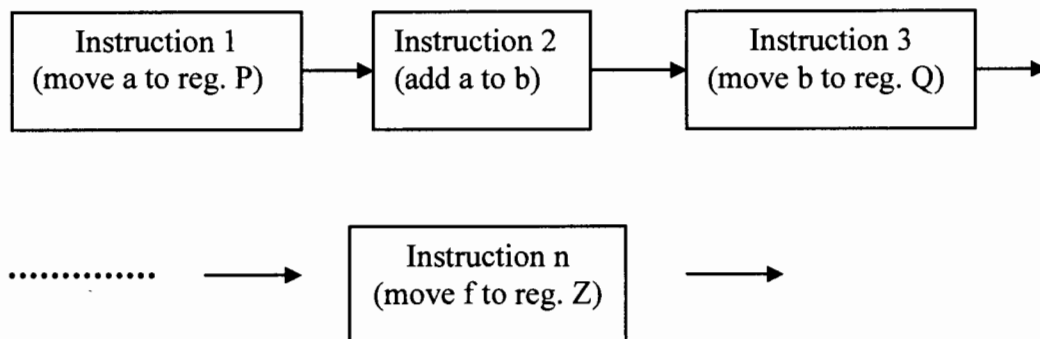 Instruction 1
(move a to reg. P)
Instruction 2
(add a to b)
Instruction 3
(move b to reg. Q)
.............
Instruction n
(move f to reg. Z)